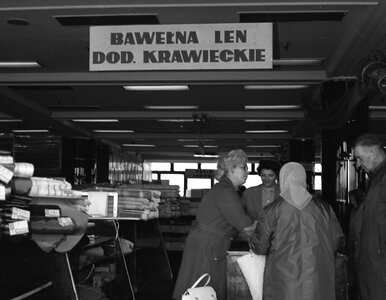 BAWEŁNA LEN
DOD. KRAWIECKIE